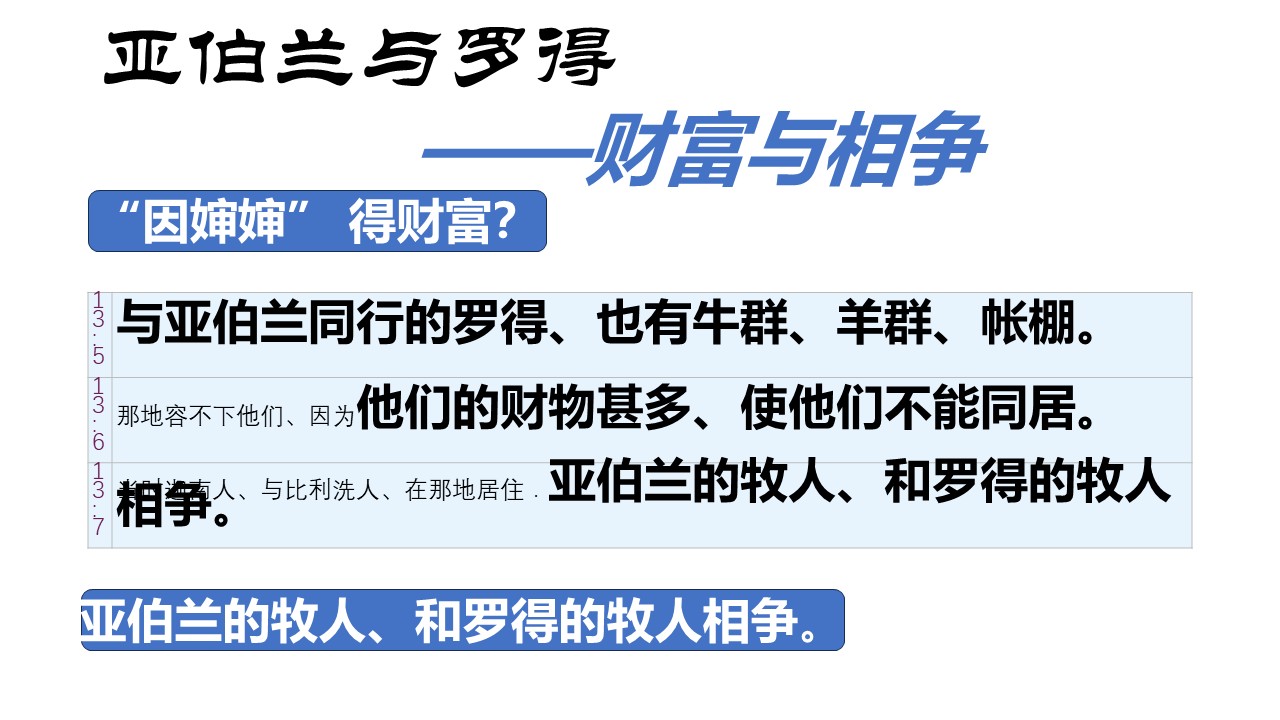 亚伯兰与罗得
——财富与相争
“因婶婶” 得财富？
13:5 与亚伯兰同行的罗得、也有牛群、羊群、帐棚。
13:6 那地容不下他们、因为他们的财物甚多、使他们不能同居。
13:7 当时迦南人、与比利洗人、在那地居住．亚伯兰的牧人、和罗得的牧人
相争。
亚伯兰的牧人、和罗得的牧人相争。